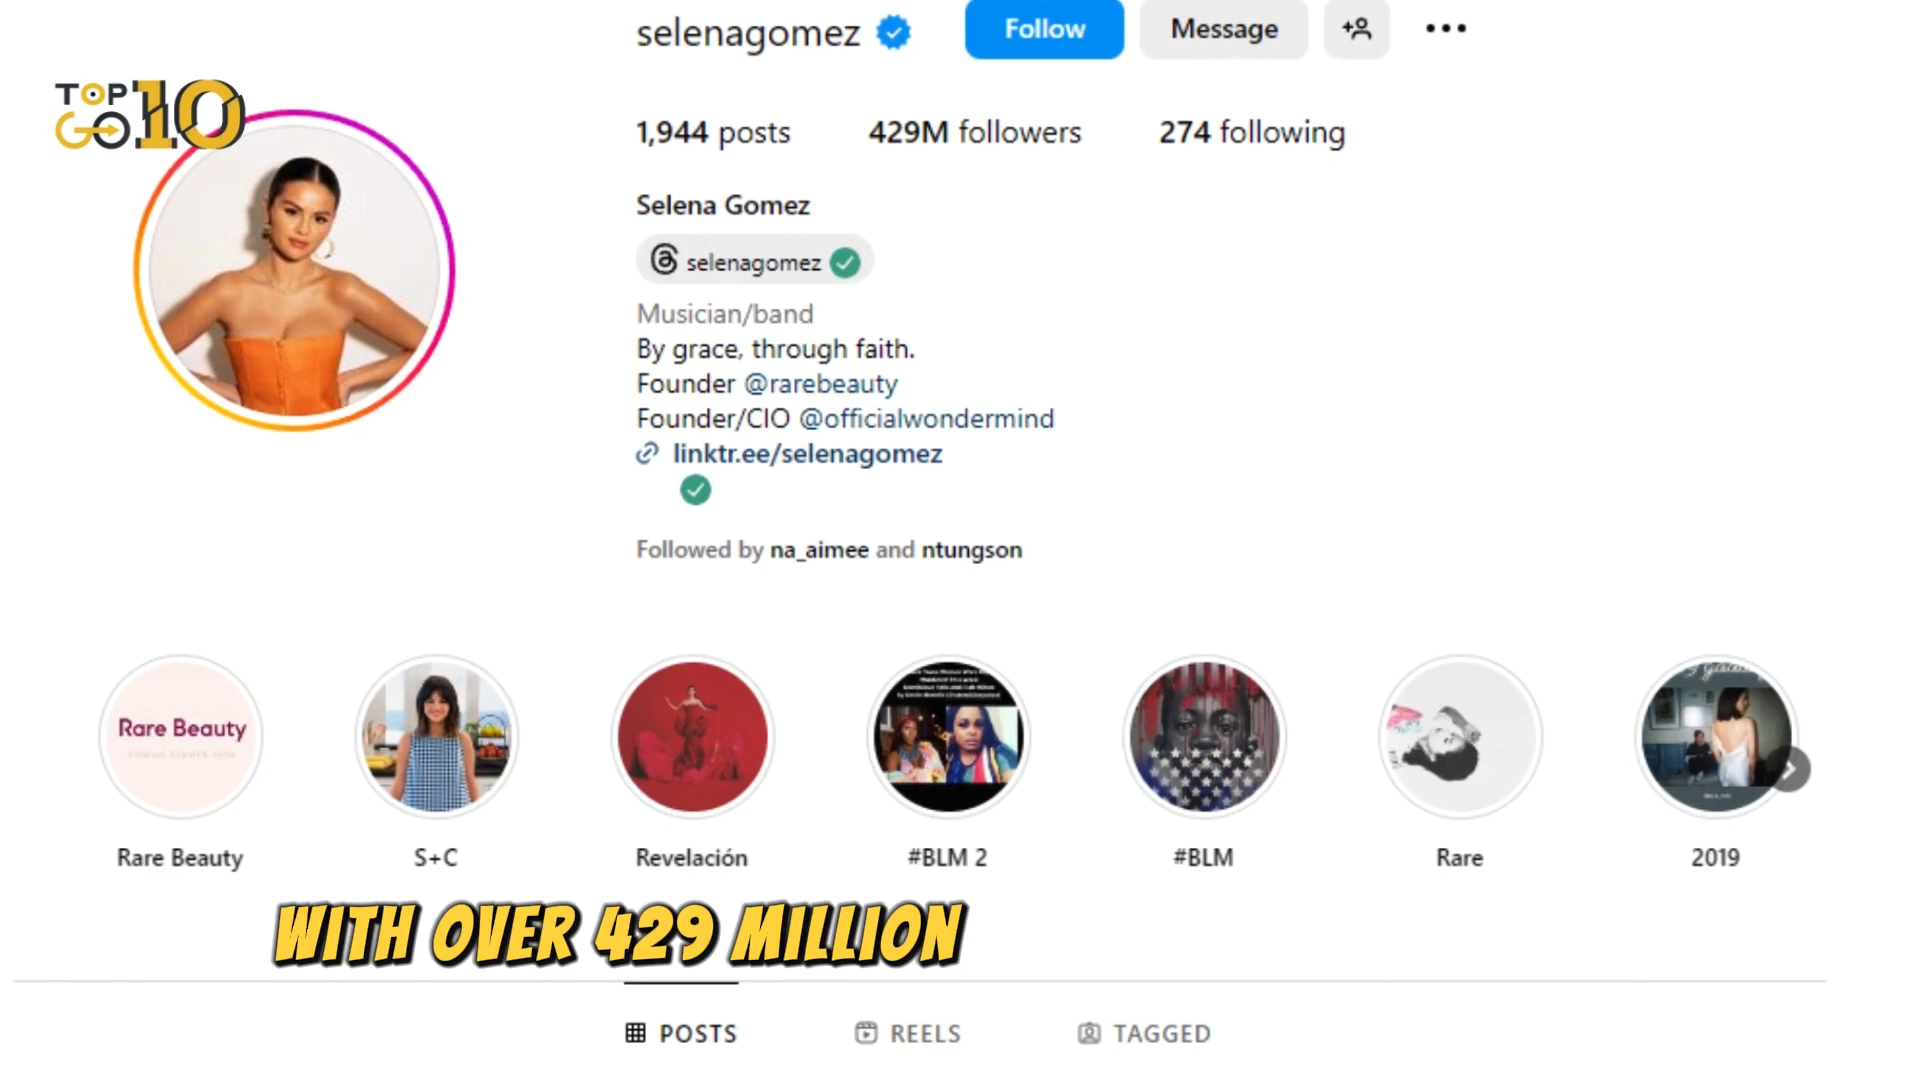 selenagomez
Follow
Message
TOP
GO
10
1,944 posts
429M followers
274 following
Selena Gomez
selenagomez
Musician/band
By grace, through faith.
Founder @rarebeauty
Founder/CIO @officialwondermind
linktr.ee/selenagomez
Followed by na_aimee and ntungson
Rare Beauty
Rare Beauty
S+C
Revelación
#BLM 2
#BLM
Rare
2019
WITH OVER 429 MILLION
POSTS
REELS
TAGGED